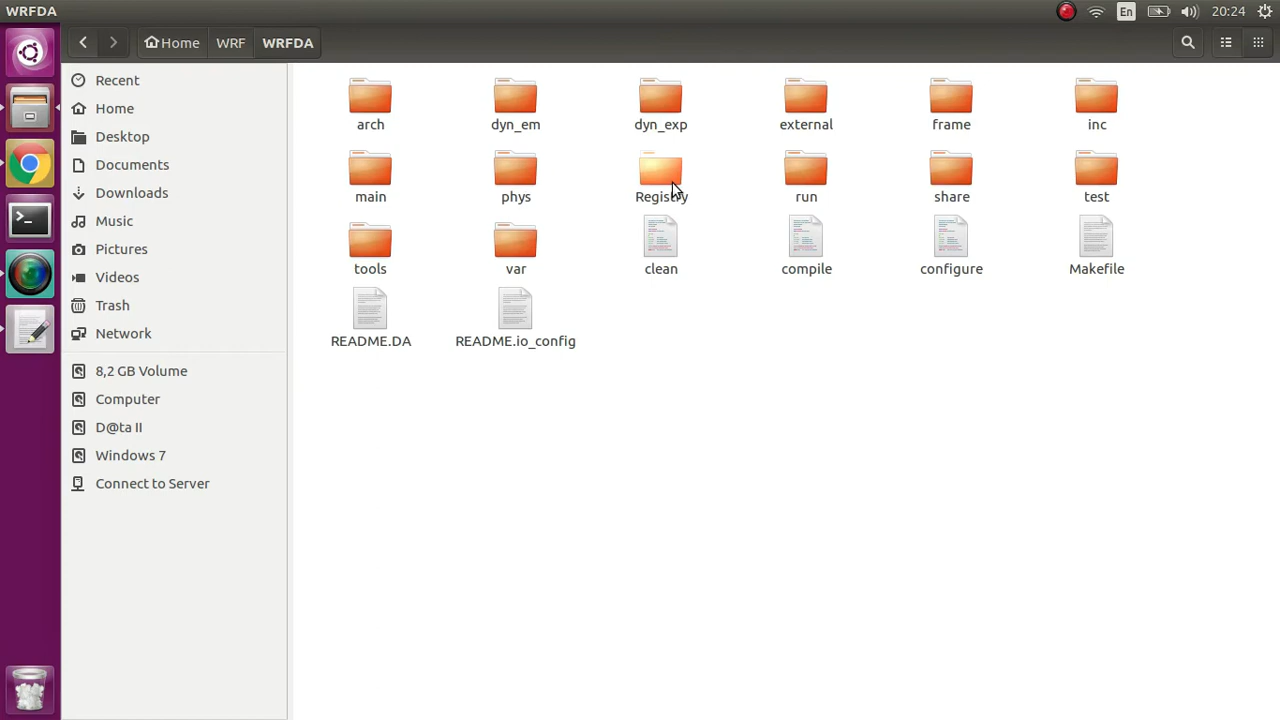 WRFDA
En
20:24
Home WRF WRFDA
Recent
Home
Desktop
Documents
Downloads
Music
Pictures
Videos
Trash
Network
8,2 GB Volume
Computer
D@ta II
Windows 7
Connect to Server
arch dyn_em dyn_exp external frame inc
main phys Registry run share test
tools var clean compile configure Makefile
README.DA README.io_config